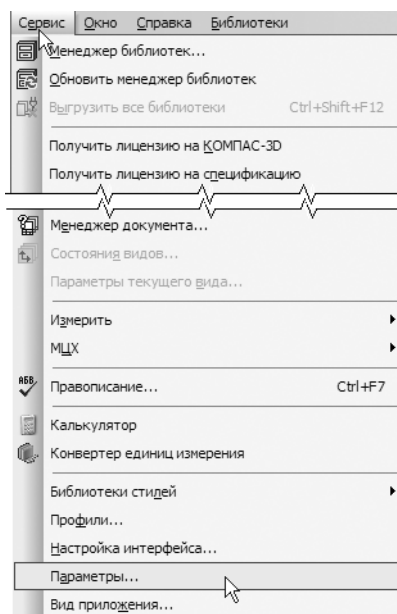 Сервис Окно Справка Библиотеки
Менеджер библиотек...
Обновить менеджер библиотек
Выгрузить все библиотеки Ctrl+Shift+F12
Получить лицензию на КОМПАС-3D
Получить лицензию на спецификацию
Менеджер документа...
Состояния видов...
Параметры текущего вида...
Измерить
МЦХ
АБВ Правописание... Ctrl+F7
Калькулятор
Конвертер единиц измерения
Библиотеки стилей
Профили...
Настройка интерфейса...
Параметры...
Вид приложения...